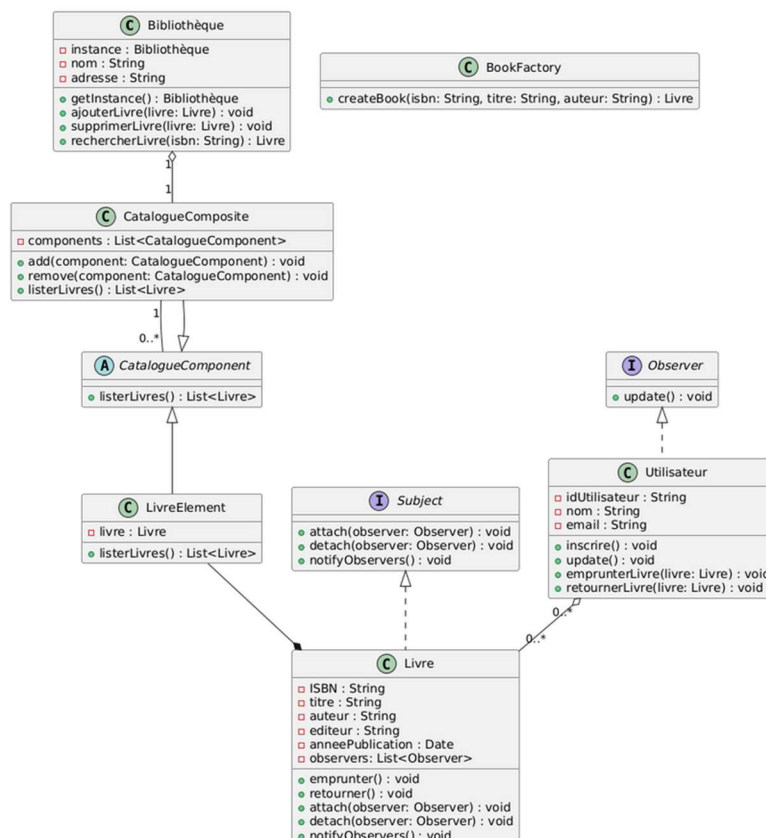 C Bibliothèque
instance : Bibliothèque
nom : String
adresse : String
getInstance() : Bibliothèque
ajouterLivre(livre: Livre) : void
supprimerLivre(livre: Livre) : void
rechercherLivre(isbn: String) : Livre
C BookFactory
createBook(isbn: String, titre: String, auteur: String) : Livre
1
1
C CatalogueComposite
components : List<CatalogueComponent>
add(component: CatalogueComponent) : void
remove(component: CatalogueComponent) : void
listerLivres() : List<Livre>
1
0..*
A CatalogueComponent
listerLivres() : List<Livre>
I Observer
update() : void
C LivreElement
livre : Livre
listerLivres() : List<Livre>
I Subject
attach(observer: Observer) : void
detach(observer: Observer) : void
notifyObservers() : void
C Utilisateur
idUtilisateur : String
nom : String
email : String
inscrire() : void
update() : void
emprunterLivre(livre: Livre) : void
retournerLivre(livre: Livre) : void
0..*
0..*
C Livre
ISBN : String
titre : String
auteur : String
editeur : String
anneePublication : Date
observers: List<Observer>
emprunter() : void
retourner() : void
attach(observer: Observer) : void
detach(observer: Observer) : void
notifyObservers() : void